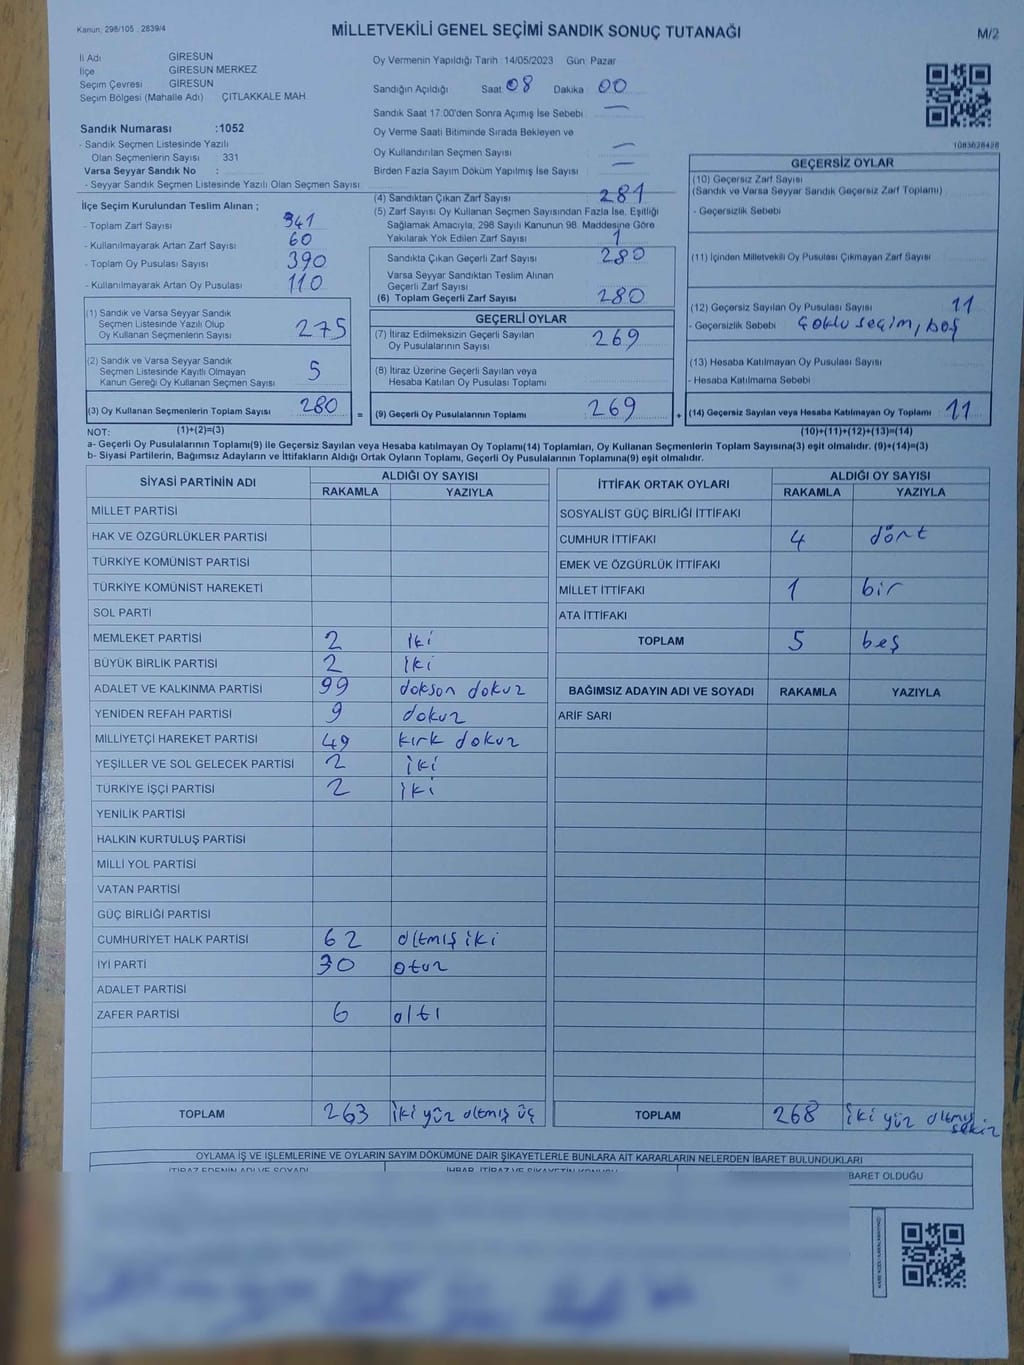 Kanun: 298/105 . 2839/4
MİLLETVEKİLİ GENEL SEÇİMİ SANDIK SONUÇ TUTANAĞI
M/2
İl Adı GİRESUN
İlçe GİRESUN MERKEZ
Seçim Çevresi GİRESUN
Seçim Bölgesi (Mahalle Adı) ÇITLAKKALE MAH
Sandık Numarası :1052
- Sandık Seçmen Listesinde Yazılı
Olan Seçmenlerin Sayısı : 331
Varsa Seyyar Sandık No :
- Seyyar Sandık Seçmen Listesinde Yazılı Olan Seçmen Sayısı
Oy Vermenin Yapıldığı Tarih : 14/05/2023 Gün: Pazar
Sandığın Açıldığı Saat 08 Dakika 00
Sandık Saat 17:00'den Sonra Açımış İse Sebebi —
Oy Verme Saati Bitiminde Sırada Bekleyen ve
Oy Kullandırılan Seçmen Sayısı —
Birden Fazla Sayım Döküm Yapılmış İse Sayısı —
1083628428
İlçe Seçim Kurulundan Teslim Alınan ;
- Toplam Zarf Sayısı 341
- Kullanılmayarak Artan Zarf Sayısı 60
- Toplam Oy Pusulası Sayısı 390
- Kullanılmayarak Artan Oy Pusulası 110
(4) Sandıktan Çıkan Zarf Sayısı 281
(5) Zarf Sayısı Oy Kullanan Seçmen Sayısından Fazla İse, Eşitliği
Sağlamak Amacıyla, 298 Sayılı Kanunun 98. Maddesine Göre
Yakılarak Yok Edilen Zarf Sayısı 1
Sandıkta Çıkan Geçerli Zarf Sayısı 280
Varsa Seyyar Sandıktan Teslim Alınan
Geçerli Zarf Sayısı
(6) Toplam Geçerli Zarf Sayısı 280
GEÇERSİZ OYLAR
(10) Geçersiz Zarf Sayısı
(Sandık ve Varsa Seyyar Sandık Geçersiz Zarf Toplamı)
- Geçersizlik Sebebi
(11) İçinden Milletvekili Oy Pusulası Çıkmayan Zarf Sayısı
(12) Geçersiz Sayılan Oy Pusulası Sayısı 11
- Geçersizlik Sebebi Çoklu seçim, boş
(13) Hesaba Katılmayan Oy Pusulası Sayısı
- Hesaba Katılmama Sebebi
(1) Sandık ve Varsa Seyyar Sandık
Seçmen Listesinde Yazılı Olup
Oy Kullanan Seçmenlerin Sayısı 275
(2) Sandık ve Varsa Seyyar Sandık
Seçmen Listesinde Kayıtlı Olmayan
Kanun Gereği Oy Kullanan Seçmen Sayısı 5
GEÇERLİ OYLAR
(7) İtiraz Edilmeksizin Geçerli Sayılan
Oy Pusulalarının Sayısı 269
(8) İtiraz Üzerine Geçerli Sayılan veya
Hesaba Katılan Oy Pusulası Toplamı
(3) Oy Kullanan Seçmenlerin Toplam Sayısı 280 = (9) Geçerli Oy Pusulalarının Toplamı 269 + (14) Geçersiz Sayılan veya Hesaba Katılmayan Oy Toplamı 11
NOT: (1)+(2)=(3) (10)+(11)+(12)+(13)=(14)
a- Geçerli Oy Pusulalarının Toplamı(9) ile Geçersiz Sayılan veya Hesaba katılmayan Oy Toplam(14) Toplamları, Oy Kullanan Seçmenlerin Toplam Sayısına(3) eşit olmalıdır. (9)+(14)=(3)
b- Siyasi Partilerin, Bağımsız Adayların ve İttifakların Aldığı Ortak Oyların Toplamı, Geçerli Oy Pusulalarının Toplamına(9) eşit olmalıdır.
SİYASİ PARTİNİN ADI ALDIĞI OY SAYISI
RAKAMLA YAZIYLA
MİLLET PARTİSİ
HAK VE ÖZGÜRLÜKLER PARTİSİ
TÜRKİYE KOMÜNİST PARTİSİ
TÜRKİYE KOMÜNİST HAREKETİ
SOL PARTİ
MEMLEKET PARTİSİ 2 iki
BÜYÜK BİRLİK PARTİSİ 2 iki
ADALET VE KALKINMA PARTİSİ 99 dokson dokuz
YENİDEN REFAH PARTİSİ 9 dokuz
MİLLİYETÇİ HAREKET PARTİSİ 49 kırk dokuz
YEŞİLLER VE SOL GELECEK PARTİSİ 2 iki
TÜRKİYE İŞÇİ PARTİSİ 2 iki
YENİLİK PARTİSİ
HALKIN KURTULUŞ PARTİSİ
MİLLİ YOL PARTİSİ
VATAN PARTİSİ
GÜÇ BİRLİĞİ PARTİSİ
CUMHURİYET HALK PARTİSİ 62 altmış iki
İYİ PARTİ 30 otuz
ADALET PARTİSİ
ZAFER PARTİSİ 6 altı
TOPLAM 263 iki yüz altmış üç
İTTİFAK ORTAK OYLARI ALDIĞI OY SAYISI
RAKAMLA YAZIYLA
SOSYALİST GÜÇ BİRLİĞİ İTTİFAKI
CUMHUR İTTİFAKI 4 dört
EMEK VE ÖZGÜRLÜK İTTİFAKI
MİLLET İTTİFAKI 1 bir
ATA İTTİFAKI
TOPLAM 5 beş
BAĞIMSIZ ADAYIN ADI VE SOYADI RAKAMLA YAZIYLA
ARİF SARI
TOPLAM 268 iki yüz altmış
sekiz
OYLAMA İŞ VE İŞLEMLERİNE VE OYLARIN SAYIM DÖKÜMÜNE DAİR ŞİKAYETLERLE BUNLARA AİT KARARLARIN NELERDEN İBARET BULUNDUKLARI
İTİRAZ EDENİN ADI VE SOYADI İHBAR, İTİRAZ VE ŞİKAYETİN KONUSU BARET OLDUĞU